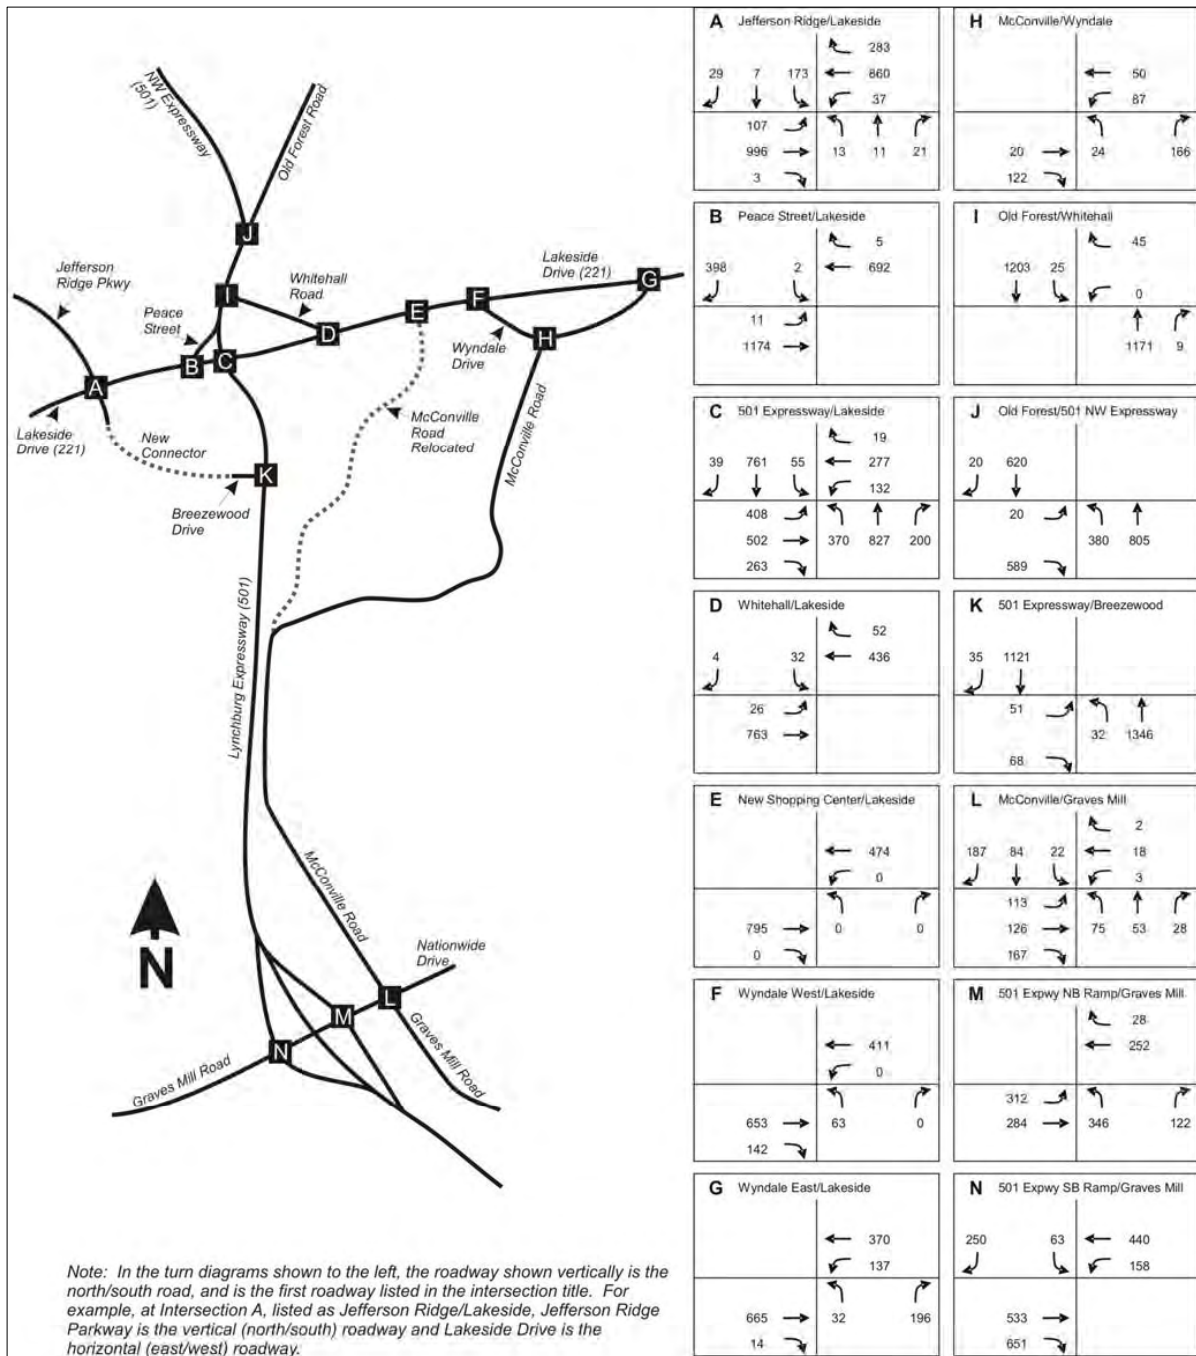 NW Expressway
(501)
Old Forest Road
J
Jefferson
Ridge Pkwy
Peace
Street
I
Whitehall
Road
Lakeside
Drive (221)
G
E
F
D
H
B
C
A
Wyndale
Drive
McConville
Road
Relocated
McConville Road
Lakeside
Drive (221)
New
Connector
K
Breezewood
Drive
Lynchburg Expressway (501)
McConville Road
Nationwide
Drive
N
L
M
N
Graves Mill Road
Graves Mill Road
Note: In the turn diagrams shown to the left, the roadway shown vertically is the
north/south road, and is the first roadway listed in the intersection title. For
example, at Intersection A, listed as Jefferson Ridge/Lakeside, Jefferson Ridge
Parkway is the vertical (north/south) roadway and Lakeside Drive is the
horizontal (east/west) roadway.
A Jefferson Ridge/Lakeside
283
29 7 173 860
37
107
996 13 11 21
3
B Peace Street/Lakeside
5
398 2 692
11
1174
C 501 Expressway/Lakeside
19
39 761 55 277
132
408
502 370 827 200
263
D Whitehall/Lakeside
52
4 32 436
26
763
E New Shopping Center/Lakeside
474
0
795 0 0
0
F Wyndale West/Lakeside
411
0
653 63 0
142
G Wyndale East/Lakeside
370
137
665 32 196
14
H McConville/Wyndale
50
87
20 24 166
122
I Old Forest/Whitehall
45
1203 25
0
1171 9
J Old Forest/501 NW Expressway
20 620
20
380 805
589
K 501 Expressway/Breezewood
35 1121
51
32 1346
68
L McConville/Graves Mill
2
187 84 22 18
3
113
126 75 53 28
167
M 501 Expwy NB Ramp/Graves Mill
28
252
312
284 346 122
N 501 Expwy SB Ramp/Graves Mill
250 63 440
158
533
651